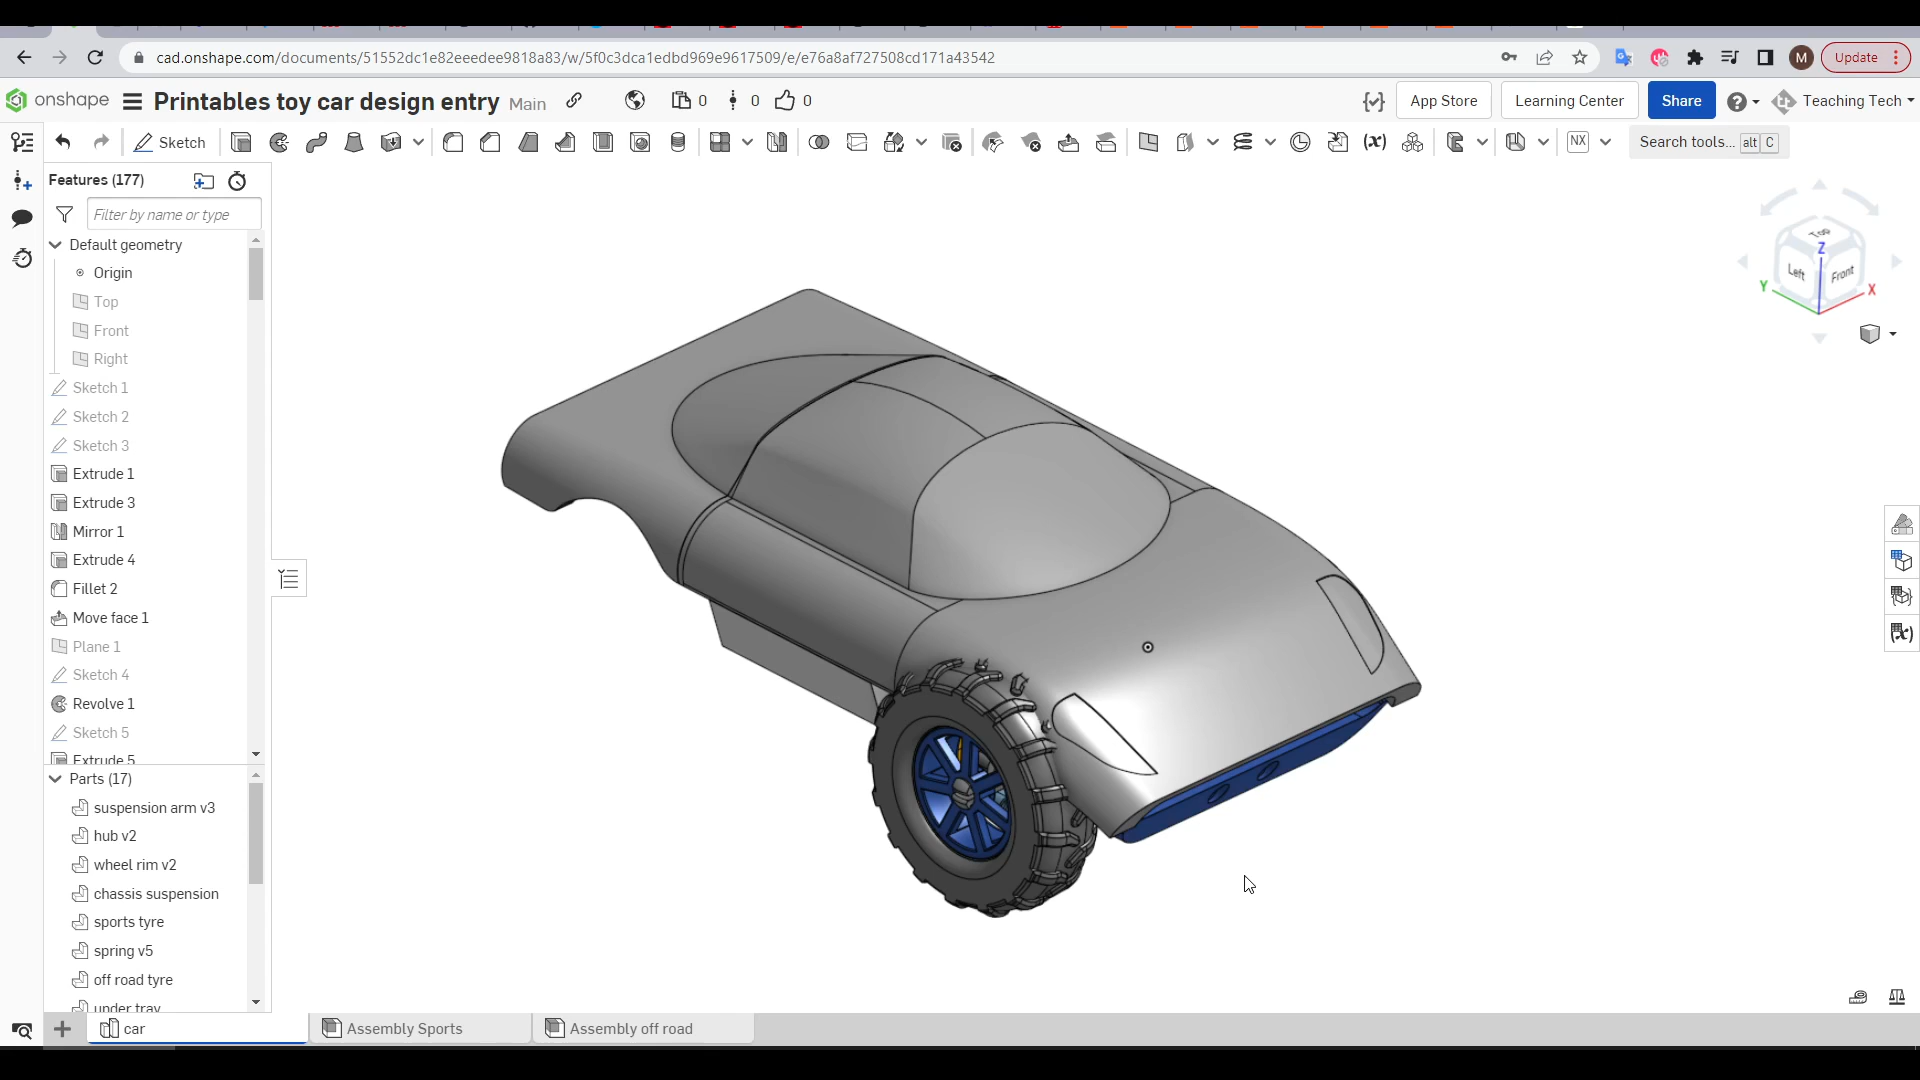 cad.onshape.com/documents/51552dc1e82eeedee9818a83/w/5f0c3dca1edbd969e9617509/e/e76a8af727508cd171a43542
M
Update
onshape
Printables toy car design entry
Main
0
0
0
App Store
Learning Center
Share
Teaching Tech
Sketch
(x)
NX
Search tools...
alt
C
Features (177)
Filter by name or type
Default geometry
Origin
Top
Front
Right
Sketch 1
Sketch 2
Sketch 3
Extrude 1
Extrude 3
Mirror 1
Extrude 4
Fillet 2
Move face 1
Plane 1
Sketch 4
Revolve 1
Sketch 5
Extrude 5
Parts (17)
suspension arm v3
hub v2
wheel rim v2
chassis suspension
sports tyre
spring v5
off road tyre
under tray
Top
Z
Left
Front
Y
X
(x)
car
Assembly Sports
Assembly off road